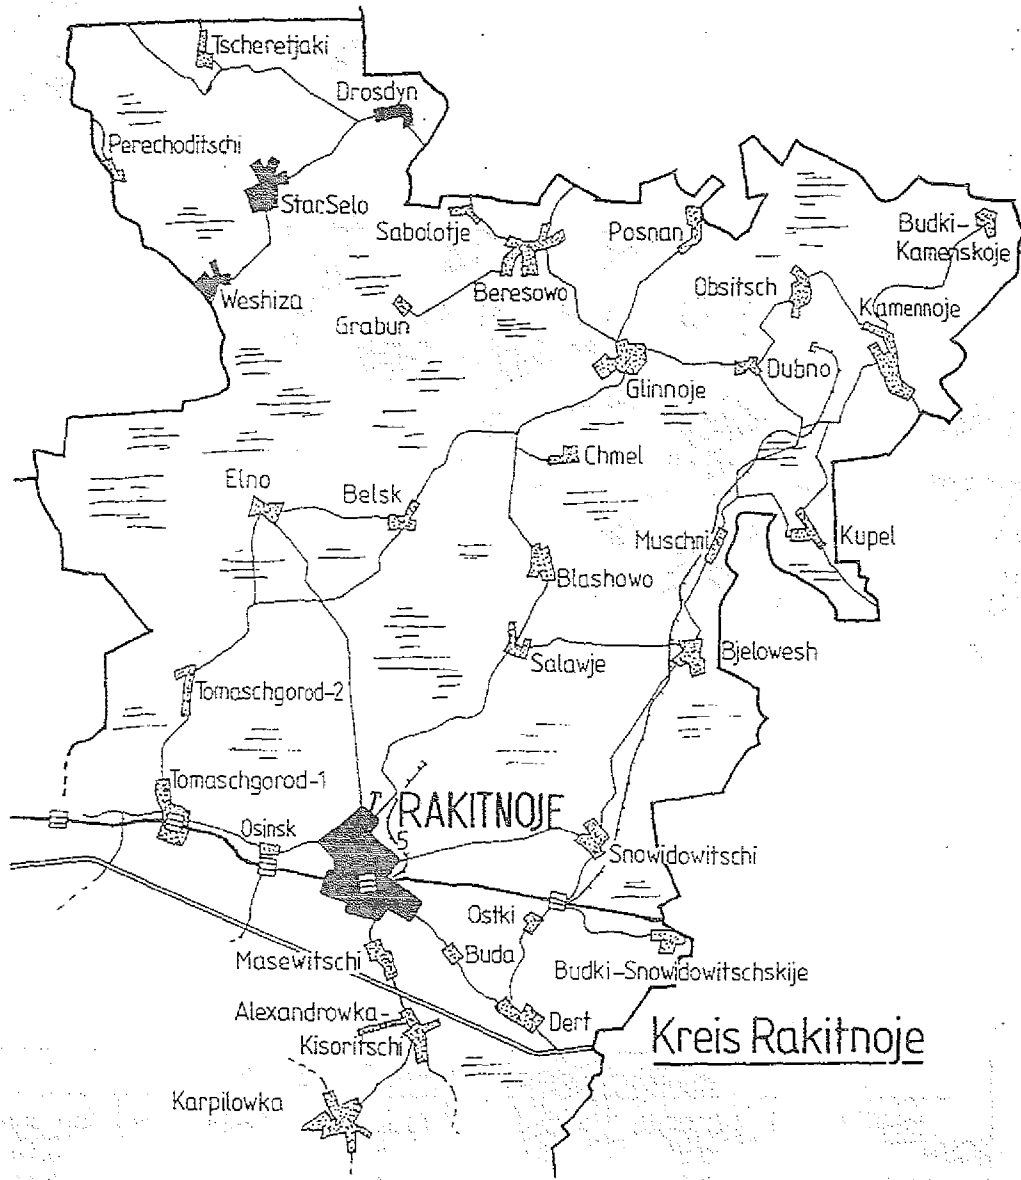 Tscheretjaki
Drosdyn
Perechoditschi
Star.Selo
Sabolotje
Posnan
Budki-
Kamenskoje
Weshiza
Beresowo
Obsitsch
Grabun
Kamennoje
Glinnoje
Dubno
Chmel
Elno
Belsk
Muschni
Kupel
Blashowo
Salawje
Bjelowesh
Tomaschgorod-2
Tomaschgorod-1
RAKITNOJE
Osinsk
Snowidowitschi
Ostki
Masewitschi
Buda
Budki-Snowidowitschskije
Alexandrowka-
Kisoritschi
Dert
Kreis Rakitnoje
Karpilowka